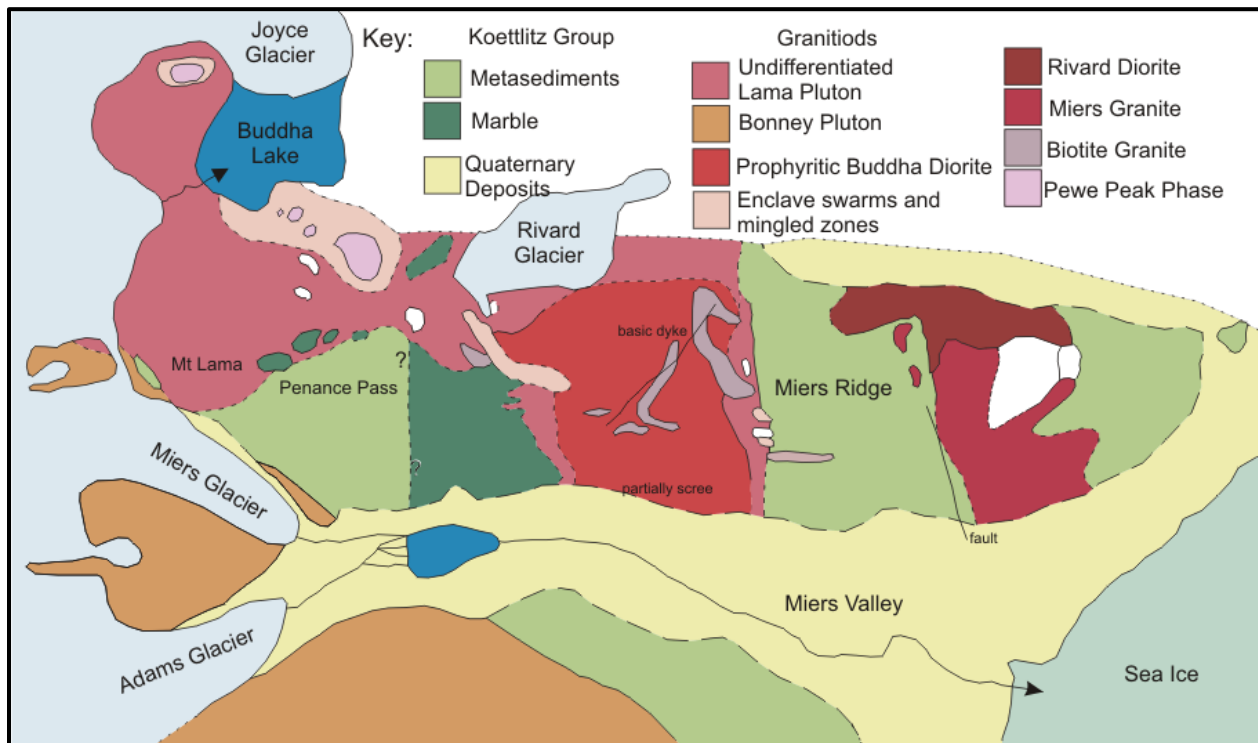 Joyce
Glacier
Key:
Koettlitz Group
Metasediments
Marble
Quaternary
Deposits
Granitiods
Undifferentiated
Lama Pluton
Bonney Pluton
Prophyritic Buddha Diorite
Enclave swarms and
mingled zones
Rivard Diorite
Miers Granite
Biotite Granite
Pewe Peak Phase
Buddha
Lake
Rivard
Glacier
basic dyke
Mt Lama
?
Penance Pass
Miers Ridge
Miers Glacier
?
partially scree
fault
Miers Valley
Adams Glacier
Sea Ice